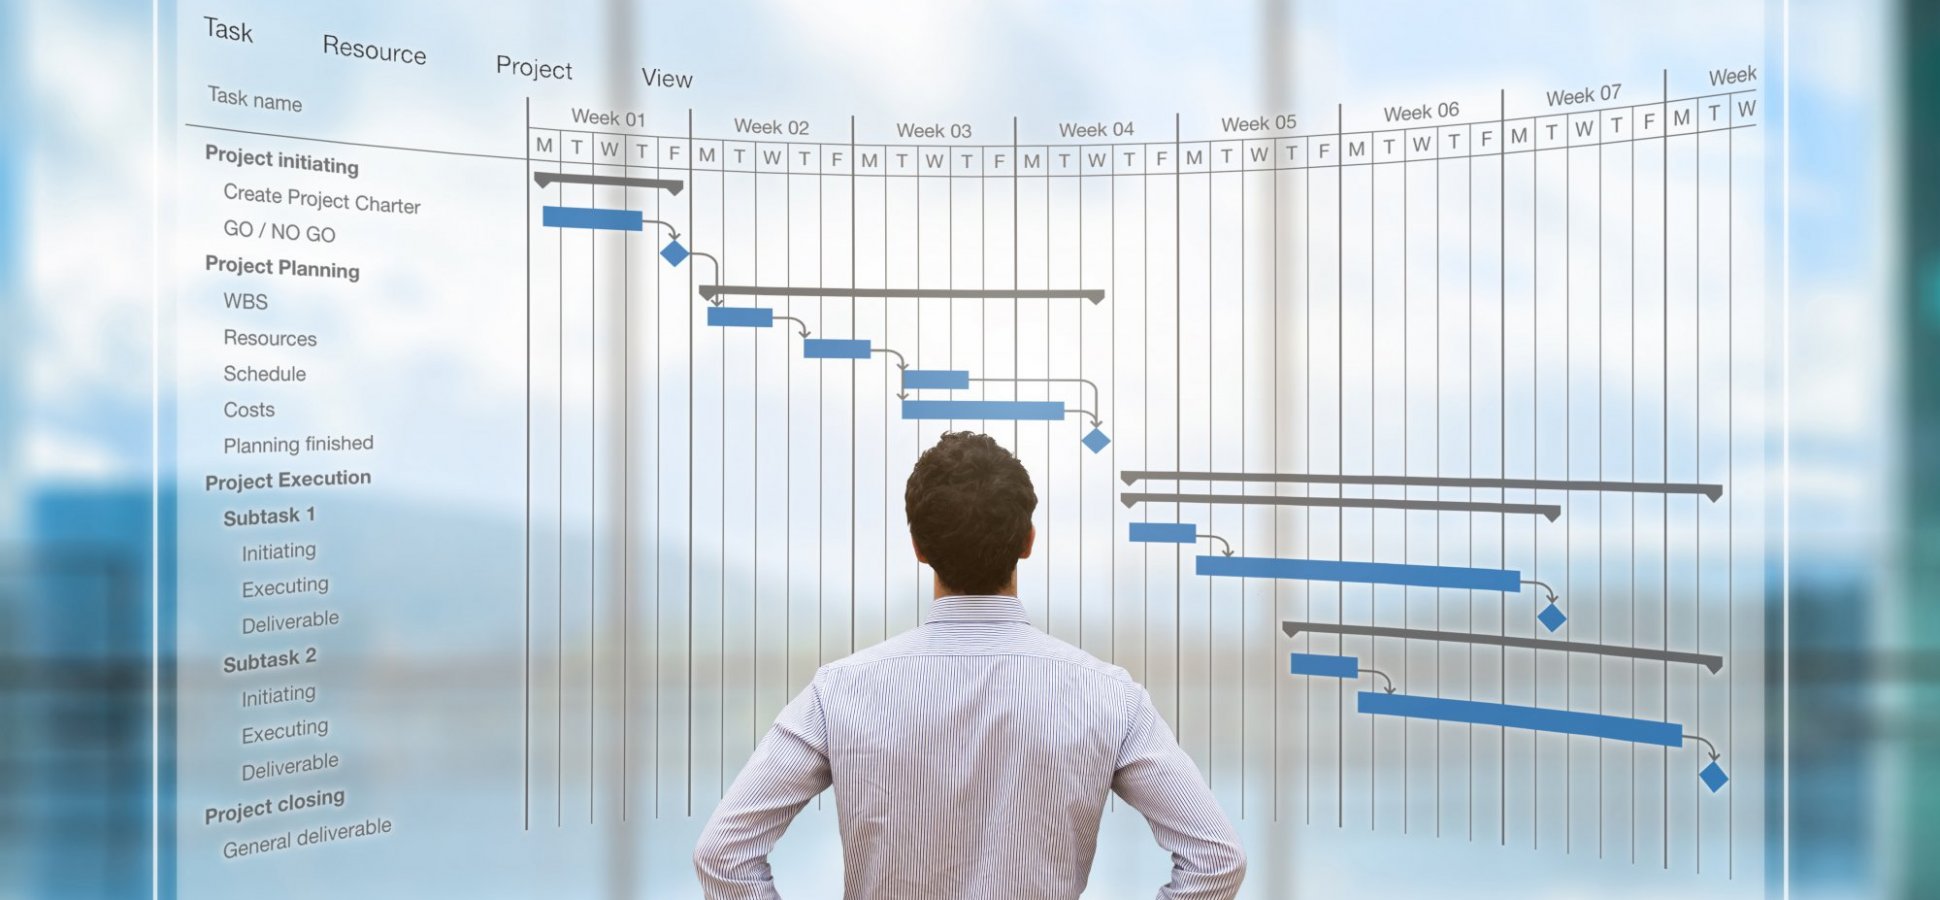 Task Resource Project View
Task name
Week 01 Week 02 Week 03 Week 04 Week 05 Week 06 Week 07 Week
M T W T F M T W T F M T W T F M T W T F M T W T F M T W T F M T W T F M T W
Project initiating
Create Project Charter
GO / NO GO
Project Planning
WBS
Resources
Schedule
Costs
Planning finished
Project Execution
Subtask 1
Initiating
Executing
Deliverable
Subtask 2
Initiating
Executing
Deliverable
Project closing
General deliverable